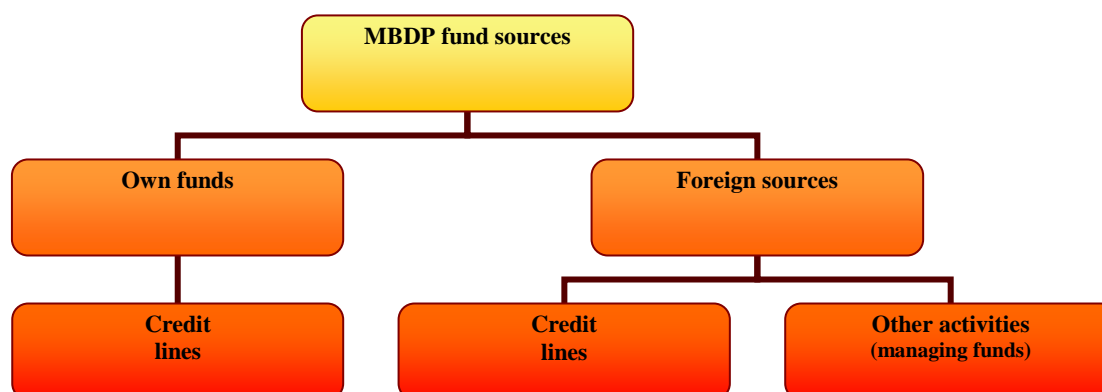 MBDP fund sources
Own funds
Foreign sources
Credit
lines
Credit
lines
Other activities
(managing funds)